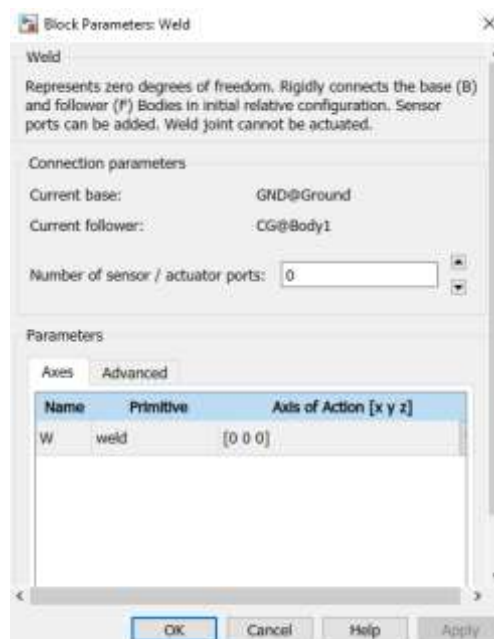 Block Parameters: Weld
Weld
Represents zero degrees of freedom. Rigidly connects the base (B)
and follower (F) Bodies in initial relative configuration. Sensor
ports can be added. Weld joint cannot be actuated.
Connection parameters
Current base: GND@Ground
Current follower: CG@Body1
Number of sensor / actuator ports: 0
Parameters
Axes Advanced
Name Primitive Axis of Action [x y z]
W weld [0 0 0]
OK Cancel Help Apply